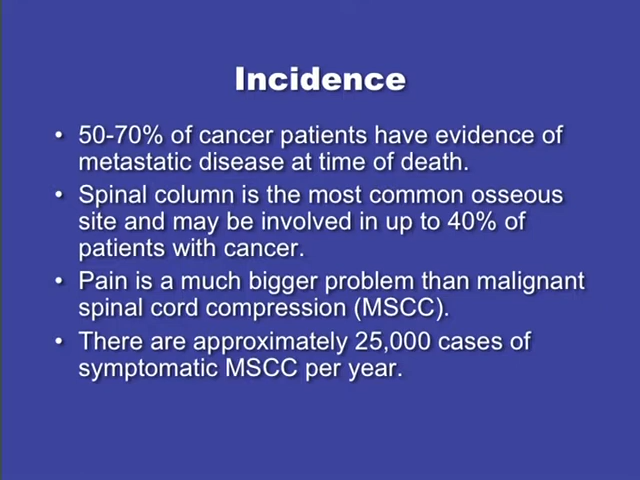 Incidence
• 50-70% of cancer patients have evidence of
metastatic disease at time of death.
• Spinal column is the most common osseous
site and may be involved in up to 40% of
patients with cancer.
• Pain is a much bigger problem than malignant
spinal cord compression (MSCC).
• There are approximately 25,000 cases of
symptomatic MSCC per year.